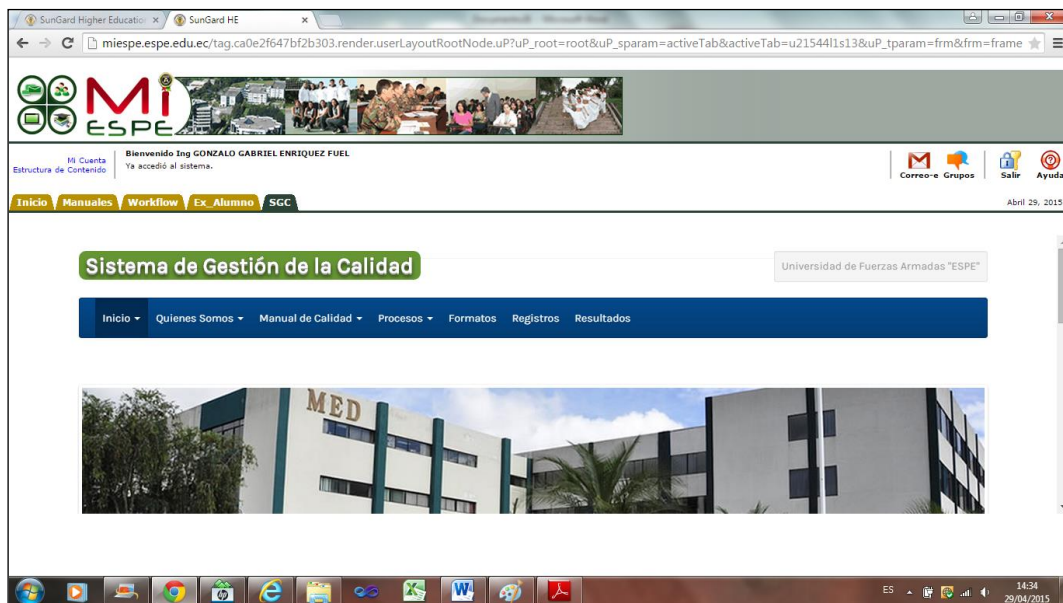 SunGard Higher Education
SunGard HE
miespe.espe.edu.ec/tag.ca0e2f647bf2b303.render.userLayoutRootNode.uP?uP_root=root&uP_sparam=activeTab&activeTab=u21544l1s13&uP_tparam=frm&frm=frame
Mi
ESPE
Mi Cuenta
Estructura de Contenido
Bienvenido Ing GONZALO GABRIEL ENRIQUEZ FUEL
Ya accedió al sistema.
Correo-e Grupos Salir Ayuda
Inicio Manuales Workflow Ex_Alumno SGC
Abril 29, 2015
Sistema de Gestión de la Calidad
Universidad de Fuerzas Armadas "ESPE"
Inicio Quienes Somos Manual de Calidad Procesos Formatos Registros Resultados
MED
ES
14:34
29/04/2015